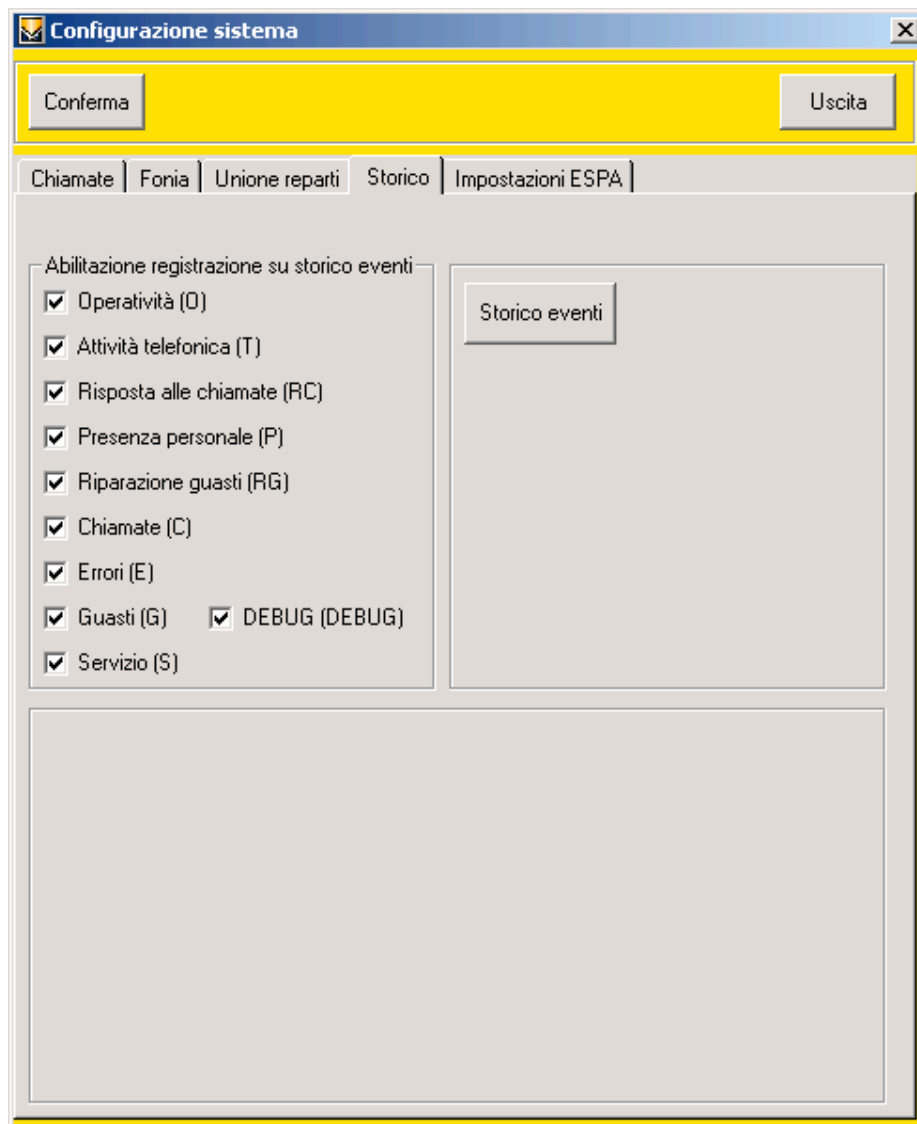 Configurazione sistema
Conferma
Uscita
Chiamate Fonia Unione reparti Storico Impostazioni ESPA
Abilitazione registrazione su storico eventi
Operatività (O)
Attività telefonica (T)
Risposta alle chiamate (RC)
Presenza personale (P)
Riparazione guasti (RG)
Chiamate (C)
Errori (E)
Guasti (G) DEBUG (DEBUG)
Servizio (S)
Storico eventi